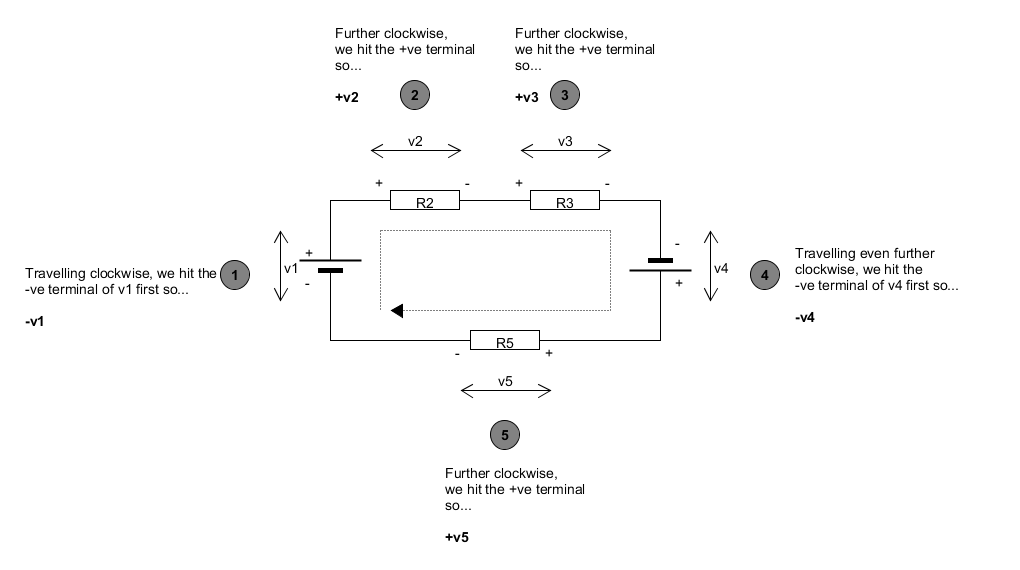 Further clockwise,
we hit the +ve terminal
so...
+v2
2
Further clockwise,
we hit the +ve terminal
so...
+v3
3
v2
v3
+
-
+
-
R2
R3
Travelling clockwise, we hit the
-ve terminal of v1 first so...
-v1
1
v1
+
-
-
+
v4
4
Travelling even further
clockwise, we hit the
-ve terminal of v4 first so...
-v4
R5
-
+
v5
5
Further clockwise,
we hit the +ve terminal
so...
+v5